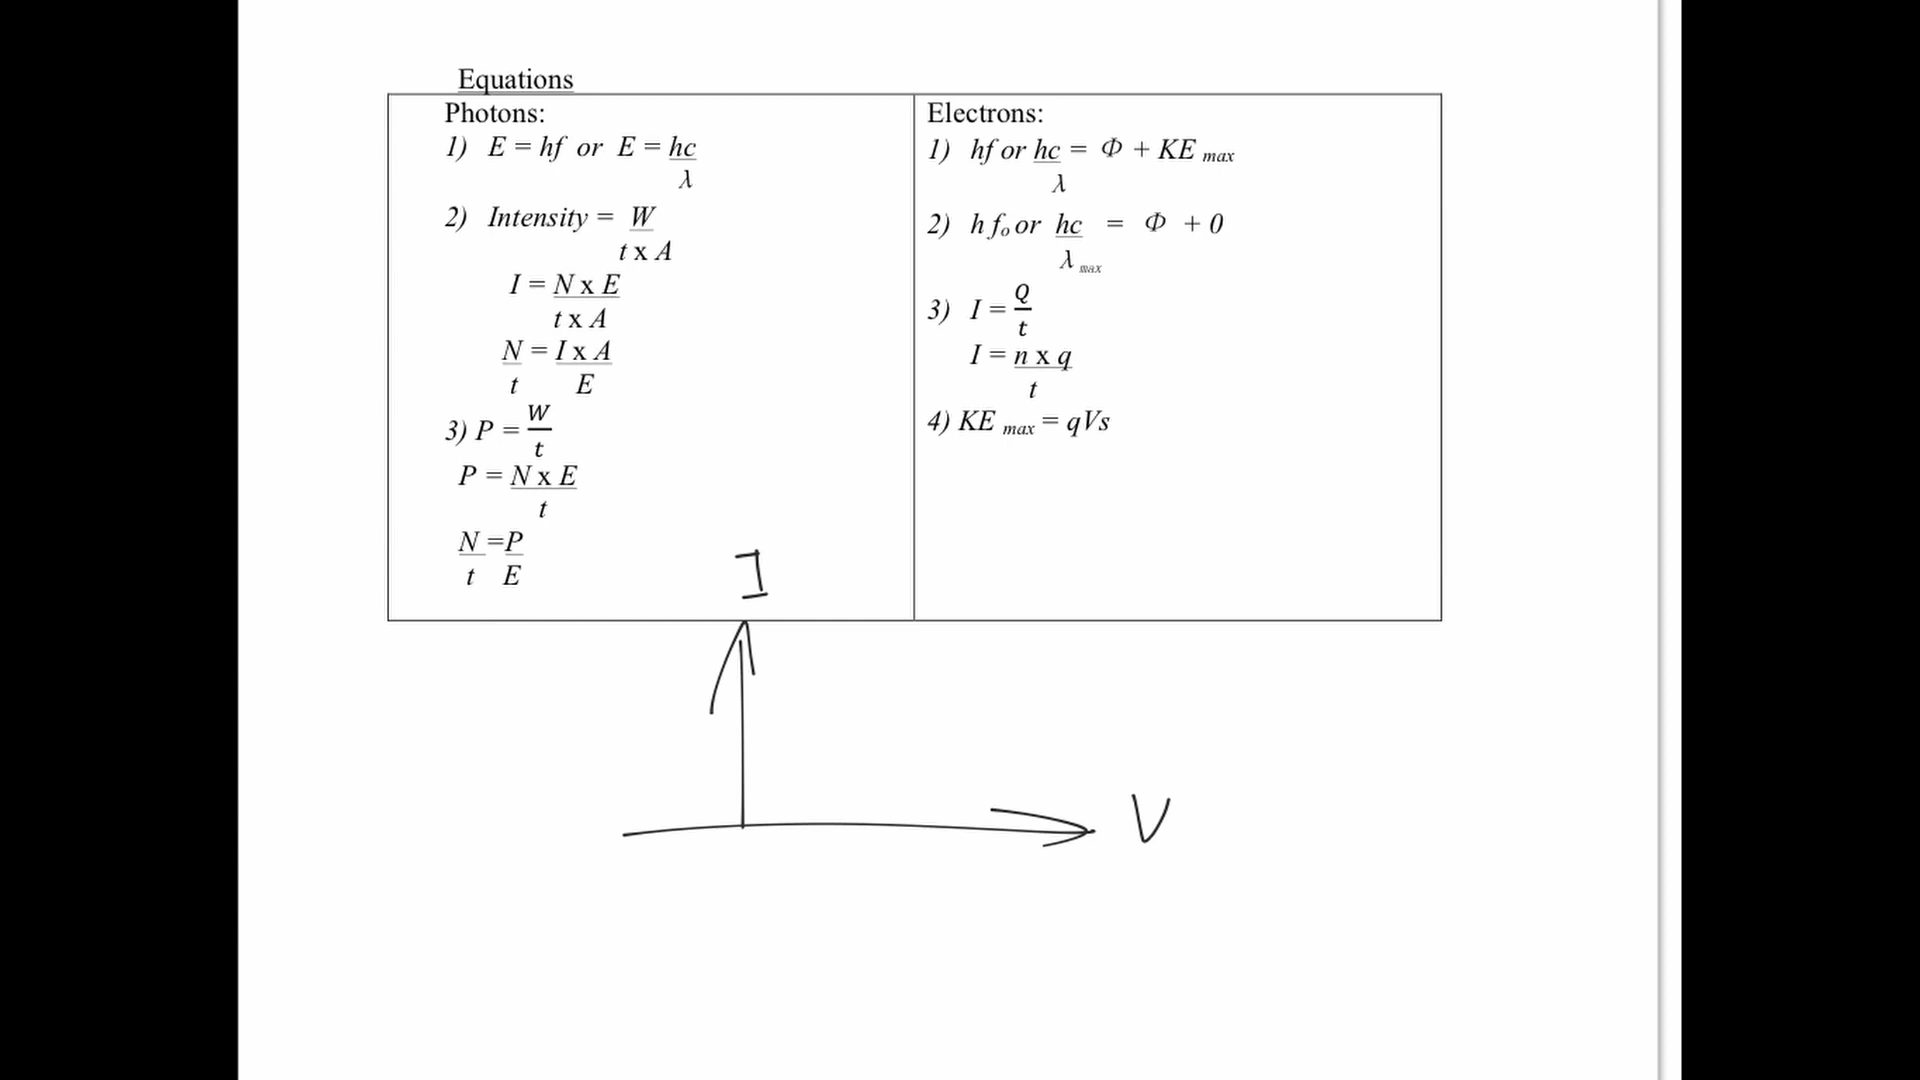 Equations
Photons:
1) E = hf or E = hc
λ
2) Intensity = W
t x A
I = N x E
t x A
N = I x A
t E
3) P = W
t
P = N x E
t
N =P
t E
Electrons:
1) hf or hc = Φ + KE max
λ
2) h fo or hc = Φ + 0
λ max
3) I = Q
t
I = n x q
t
4) KE max = qVs
I
V